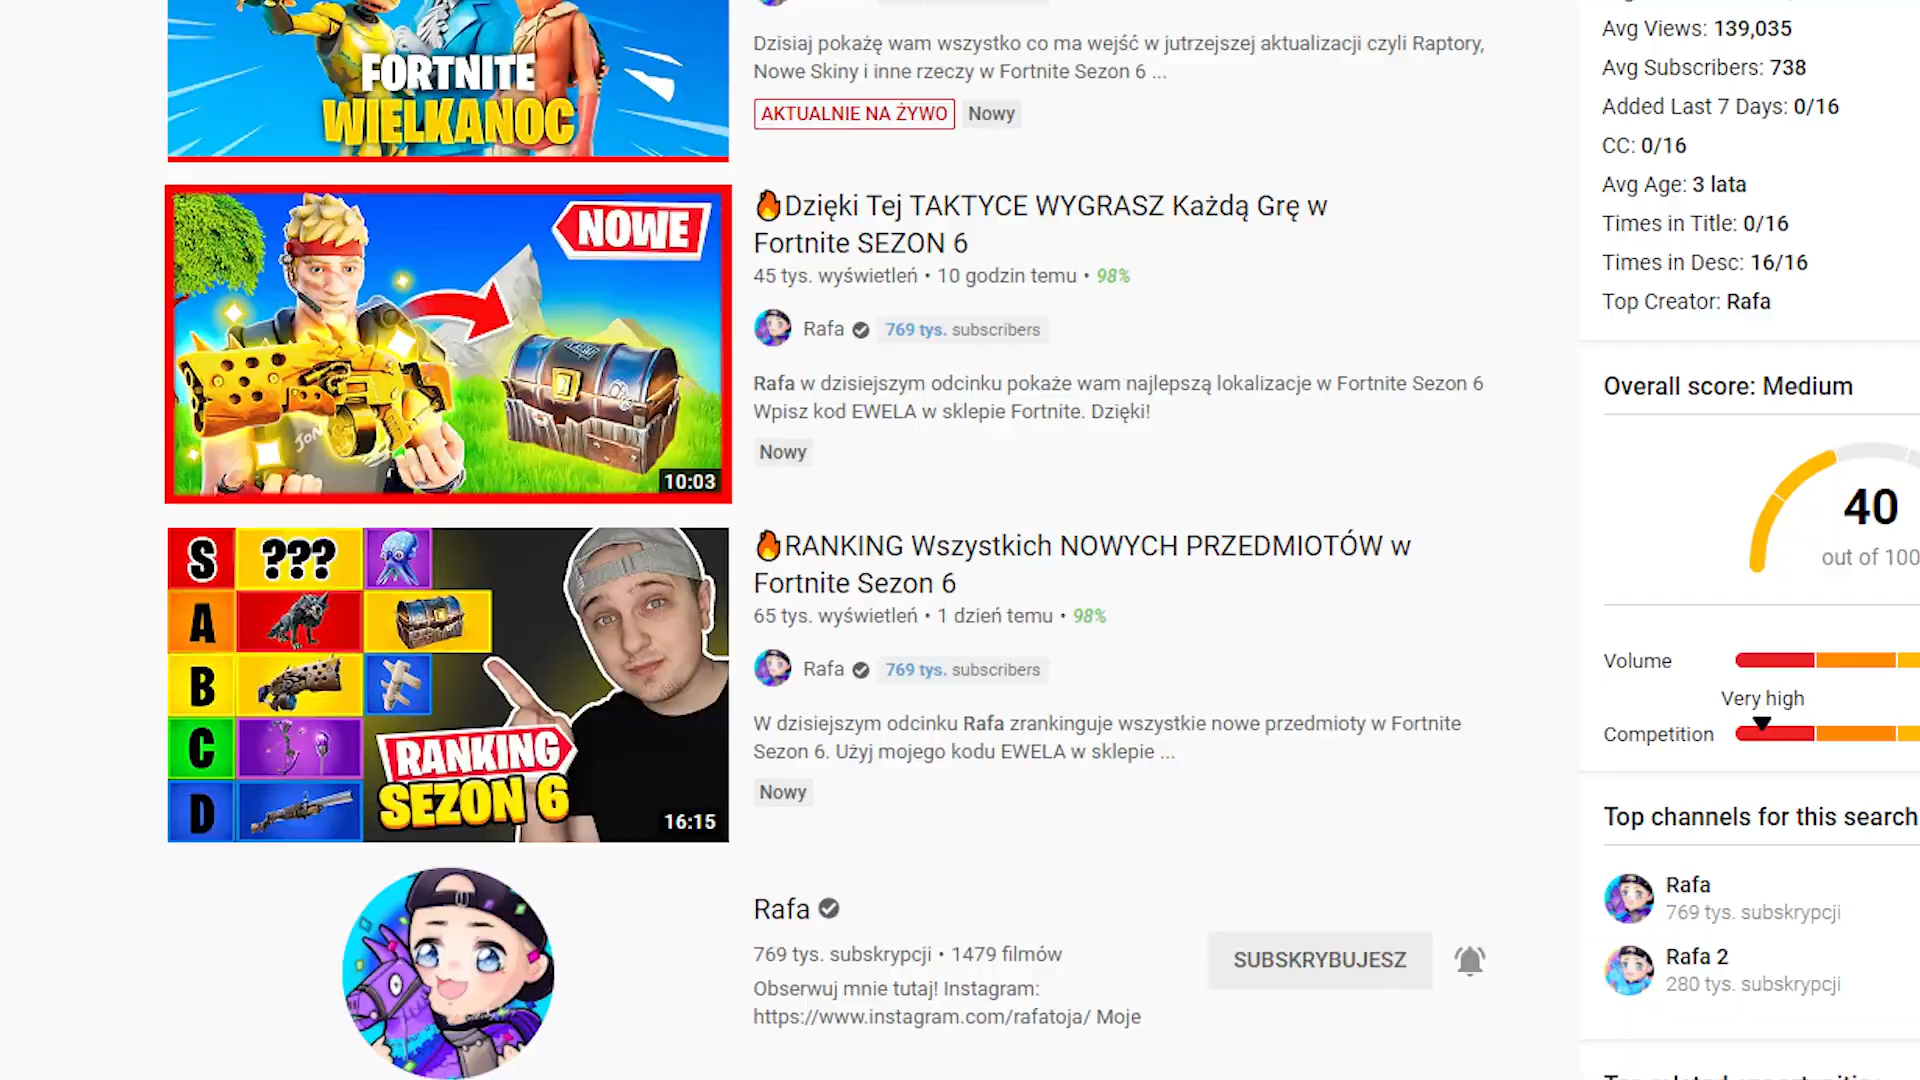 FORTNITE
WIELKANOC
Dzisiaj pokażę wam wszystko co ma wejść w jutrzejszej aktualizacji czyli Raptory,
Nowe Skiny i inne rzeczy w Fortnite Sezon 6 ...
AKTUALNIE NA ŻYWO
Nowy
NOWE
JON
10:03
🔥Dzięki Tej TAKTYCE WYGRASZ Każdą Grę w
Fortnite SEZON 6
45 tys. wyświetleń • 10 godzin temu • 98%
Rafa
769 tys. subscribers
Rafa w dzisiejszym odcinku pokaże wam najlepszą lokalizacje w Fortnite Sezon 6
Wpisz kod EWELA w sklepie Fortnite. Dzięki!
Nowy
S
???
A
B
C
D
RANKING
SEZON 6
16:15
🔥RANKING Wszystkich NOWYCH PRZEDMIOTÓW w
Fortnite Sezon 6
65 tys. wyświetleń • 1 dzień temu • 98%
Rafa
769 tys. subscribers
W dzisiejszym odcinku Rafa zrankinguje wszystkie nowe przedmioty w Fortnite
Sezon 6. Użyj mojego kodu EWELA w sklepie ...
Nowy
Rafa
769 tys. subskrypcji • 1479 filmów
Obserwuj mnie tutaj! Instagram:
https://www.instagram.com/rafatoja/ Moje
SUBSKRYBUJESZ
Avg Views: 139,035
Avg Subscribers: 738
Added Last 7 Days: 0/16
CC: 0/16
Avg Age: 3 lata
Times in Title: 0/16
Times in Desc: 16/16
Top Creator: Rafa
Overall score: Medium
40
out of 100
Volume
Very high
Competition
Top channels for this search
Rafa
769 tys. subskrypcji
Rafa 2
280 tys. subskrypcji